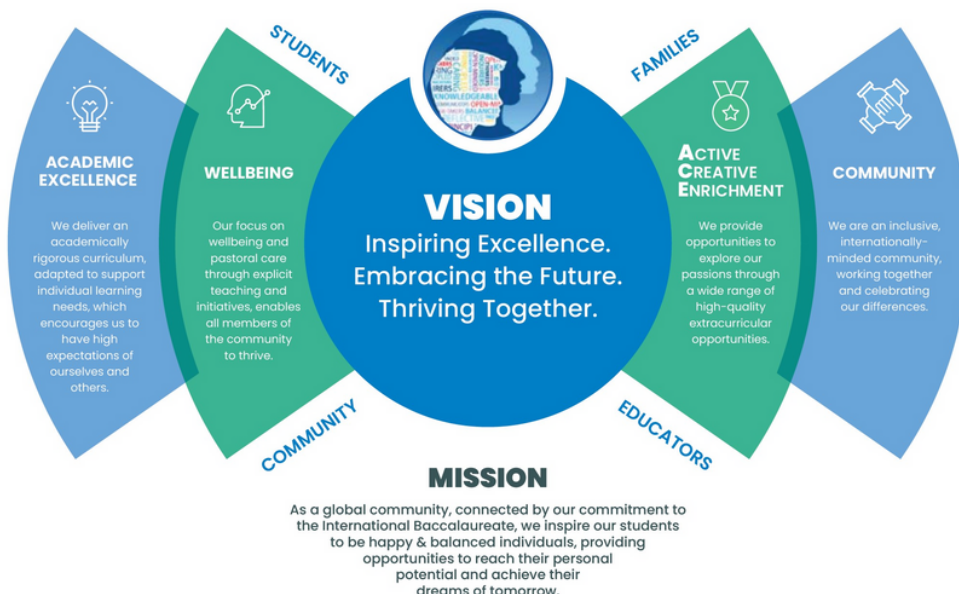 STUDENTS
FAMILIES
KNOWLEDGEABLE
OPEN-MI
BALANCE
ACADEMIC
EXCELLENCE
We deliver an
academically
rigorous curriculum,
adapted to support
individual learning
needs, which
encourages us to
have high
expectations of
ourselves and
others.
WELLBEING
Our focus on
wellbeing and
pastoral care
through explicit
teaching and
initiatives, enables
all members of
the community
to thrive.
VISION
Inspiring Excellence.
Embracing the Future.
Thriving Together.
ACTIVE
CREATIVE
ENRICHMENT
We provide
opportunities to
explore our
passions through
a wide range of
high-quality
extracurricular
opportunities.
COMMUNITY
We are an inclusive,
internationally-
minded community,
working together
and celebrating
our differences.
COMMUNITY
EDUCATORS
MISSION
As a global community, connected by our commitment to
the International Baccalaureate, we inspire our students
to be happy & balanced individuals, providing
opportunities to reach their personal
potential and achieve their
dreams of tomorrow.